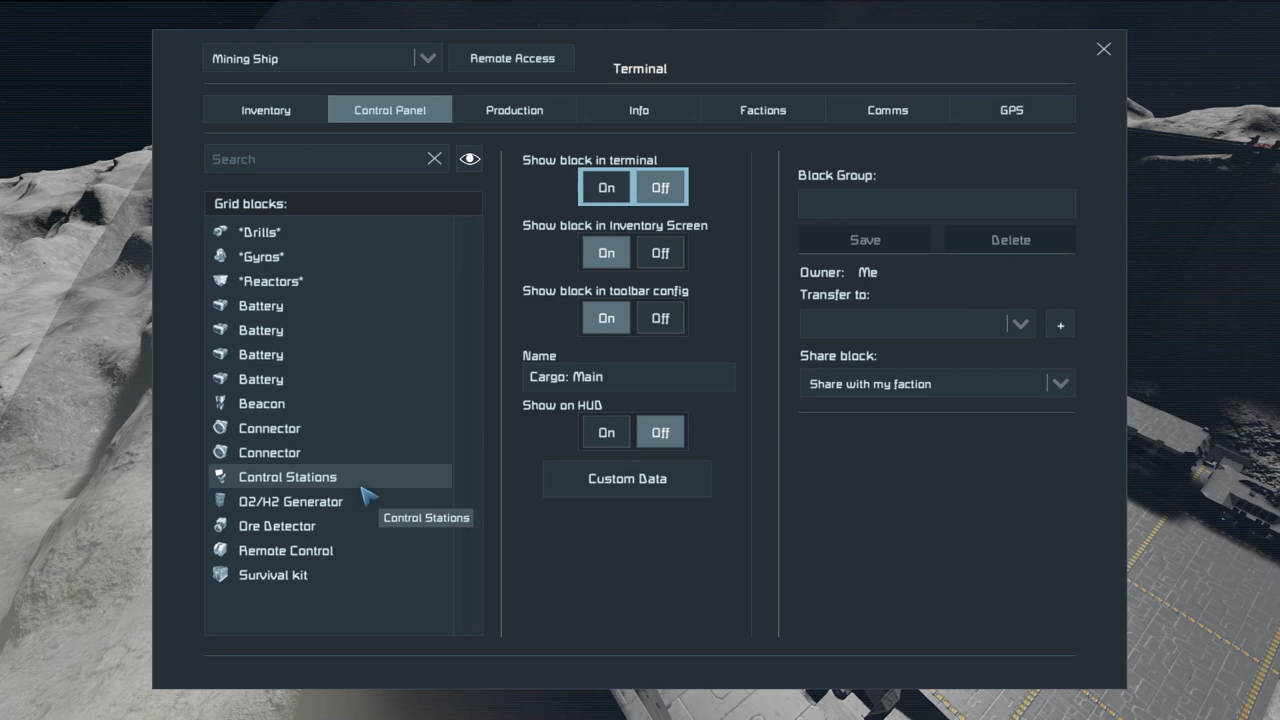 Mining Ship
Remote Access
Terminal
Inventory
Control Panel
Production
Info
Factions
Comms
GPS
Search
Grid blocks:
*Drills*
*Gyros*
*Reactors*
Battery
Battery
Battery
Battery
Beacon
Connector
Connector
Control Stations
O2/H2 Generator
Control Stations
Ore Detector
Remote Control
Survival kit
Show block in terminal
On Off
Show block in Inventory Screen
On Off
Show block in toolbar config
On Off
Name
Cargo: Main
Show on HUD
On Off
Custom Data
Block Group:
Save Delete
Owner: Me
Transfer to:
+
Share block:
Share with my faction